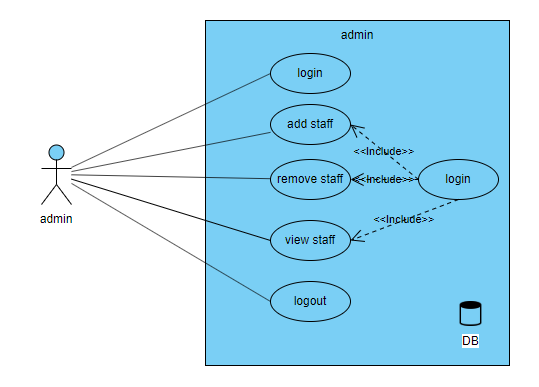 admin
login
add staff
<<Include>>
remove staff
<<Include>>
login
admin
<<Include>>
view staff
logout
DB